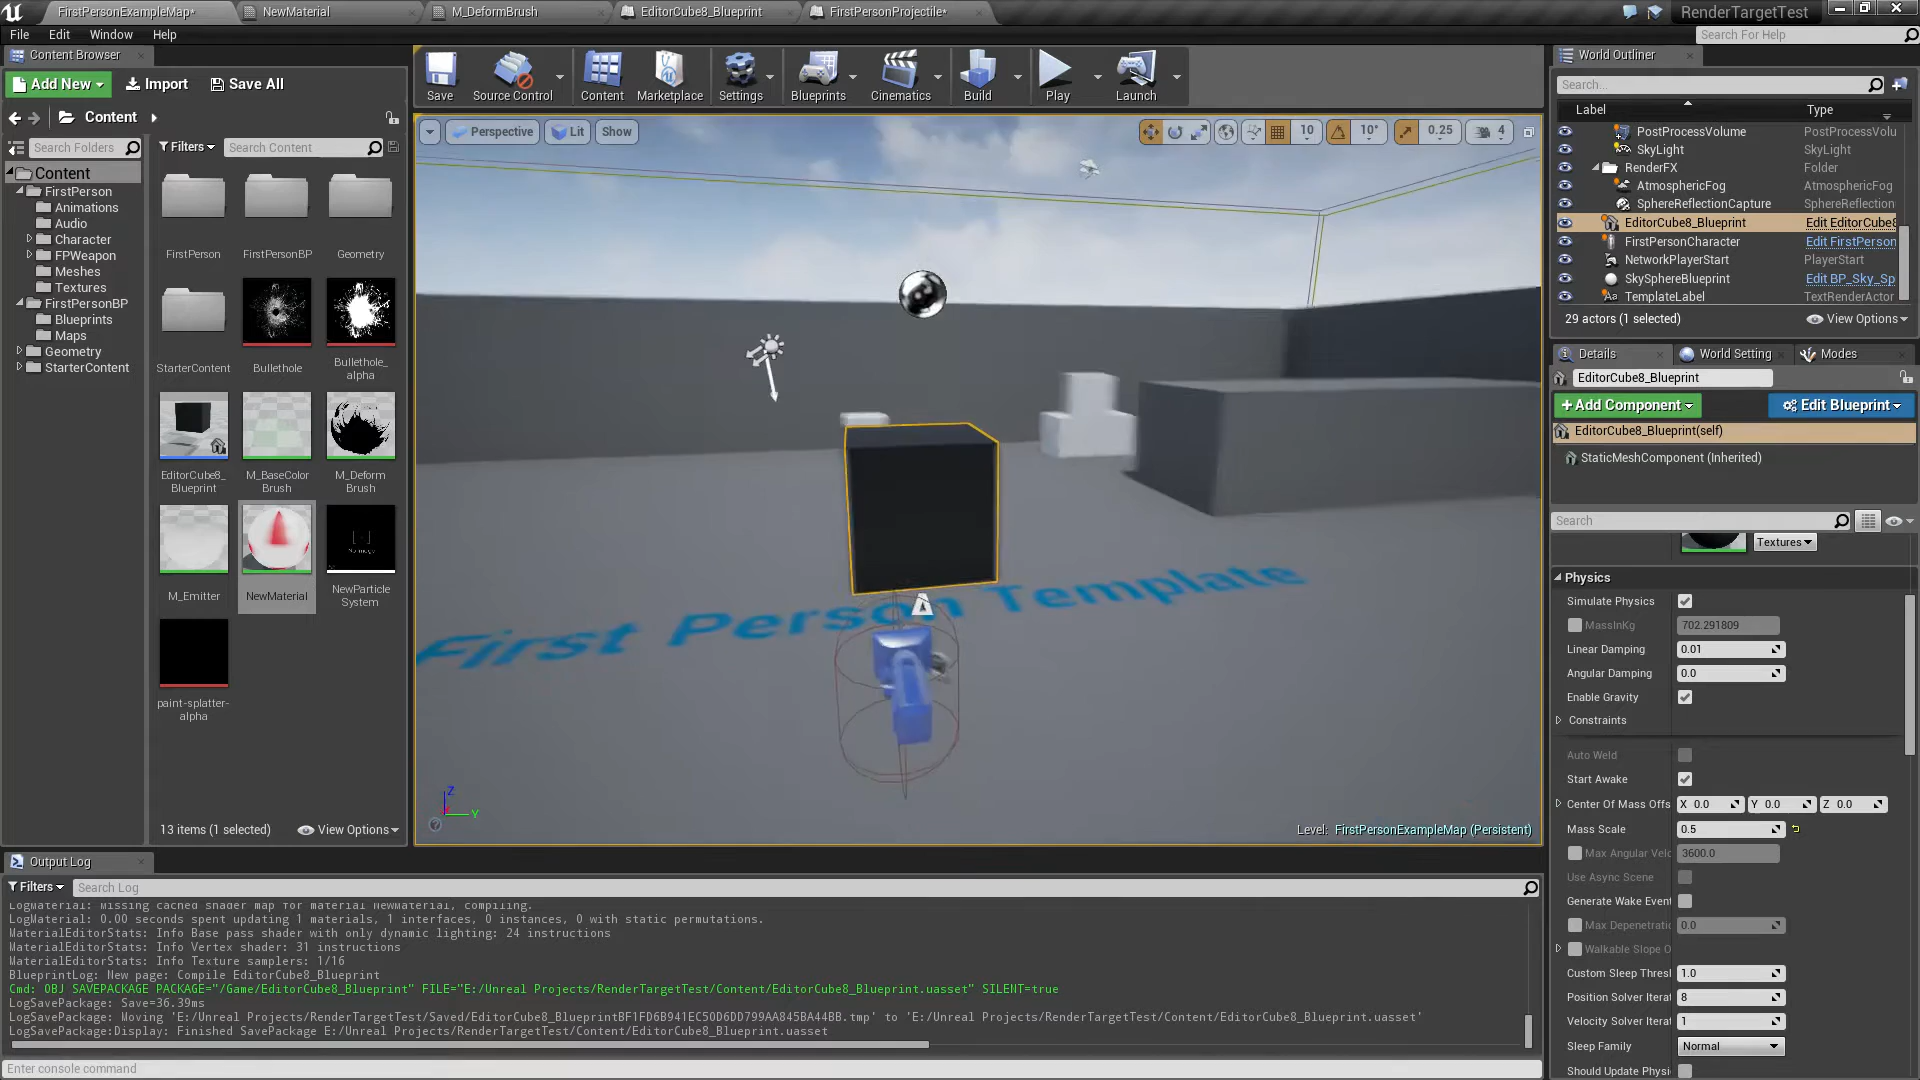 FirstPersonExampleMap*
NewMaterial
M_DeformBrush
EditorCube8_Blueprint
FirstPersonProjectile*
RenderTargetTest
File Edit Window Help
Search For Help
Content Browser
Add New
Import
Save All
Content
Search Folders
Filters
Search Content
Content
FirstPerson
Animations
Audio
Character
FPWeapon
Meshes
Textures
FirstPersonBP
Blueprints
Maps
Geometry
StarterContent
FirstPerson
FirstPersonBP
Geometry
StarterContent
Bullethole
Bullethole_
alpha
EditorCube8_
Blueprint
M_BaseColor
Brush
M_Deform
Brush
M_Emitter
NewMaterial
NewParticle
System
paint-splatter-
alpha
13 items (1 selected)
View Options
Save
Source Control
Content
Marketplace
Settings
Blueprints
Cinematics
Build
Play
Launch
Perspective
Lit
Show
10
10°
0.25
4
First Person Template
Z
Y
Level: FirstPersonExampleMap (Persistent)
World Outliner
Search...
Label Type
PostProcessVolume PostProcessVolu
SkyLight SkyLight
RenderFX Folder
AtmosphericFog AtmosphericFog
SphereReflectionCapture SphereReflection
EditorCube8_Blueprint Edit EditorCube8
FirstPersonCharacter Edit FirstPerson
NetworkPlayerStart PlayerStart
SkySphereBlueprint Edit BP_Sky_Sp
TemplateLabel TextRenderActor
29 actors (1 selected)
View Options
Details
World Setting
Modes
EditorCube8_Blueprint
+ Add Component
Edit Blueprint
EditorCube8_Blueprint(self)
StaticMeshComponent (Inherited)
Search
Textures
Physics
Simulate Physics
MassInKg 702.291809
Linear Damping 0.01
Angular Damping 0.0
Enable Gravity
Constraints
Auto Weld
Start Awake
Center Of Mass Offs X 0.0 Y 0.0 Z 0.0
Mass Scale 0.5
Max Angular Velo 3600.0
Use Async Scene
Generate Wake Event
Max Depenetratio 0.0
Walkable Slope O
Custom Sleep Thresh 1.0
Position Solver Iterat 8
Velocity Solver Iterat 1
Sleep Family Normal
Should Update Physi
Output Log
Filters
Search Log
LogMaterial: Missing cached shader map for material NewMaterial, compiling.
LogMaterial: 0.00 seconds spent updating 1 materials, 1 interfaces, 0 instances, 0 with static permutations.
MaterialEditorStats: Info Base pass shader with only dynamic lighting: 24 instructions
MaterialEditorStats: Info Vertex shader: 31 instructions
MaterialEditorStats: Info Texture samplers: 1/16
BlueprintLog: New page: Compile EditorCube8_Blueprint
Cmd: OBJ SAVEPACKAGE PACKAGE="/Game/EditorCube8_Blueprint" FILE="E:/Unreal Projects/RenderTargetTest/Content/EditorCube8_Blueprint.uasset" SILENT=true
LogSavePackage: Save=36.39ms
LogSavePackage: Moving 'E:/Unreal Projects/RenderTargetTest/Saved/EditorCube8_BlueprintBF1FD6B941EC50D6DD799AA845BA44BB.tmp' to 'E:/Unreal Projects/RenderTargetTest/Content/EditorCube8_Blueprint.uasset'
LogSavePackage:Display: Finished SavePackage E:/Unreal Projects/RenderTargetTest/Content/EditorCube8_Blueprint.uasset
Enter console command